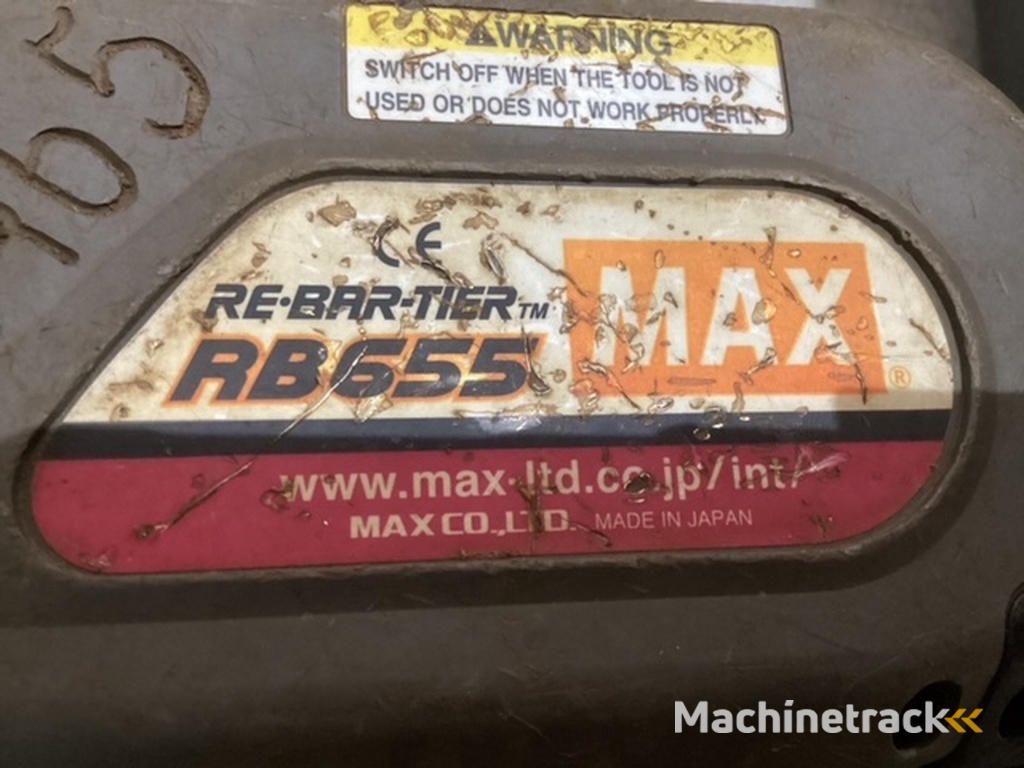 465
WARNING
SWITCH OFF WHEN THE TOOL IS NOT
USED OR DOES NOT WORK PROPERLY.
CE
RE·BAR-TIER™
RB655
MAX®
www.max-ltd.co.jp/int/
MAX CO.,LTD. MADE IN JAPAN
Machinetrack